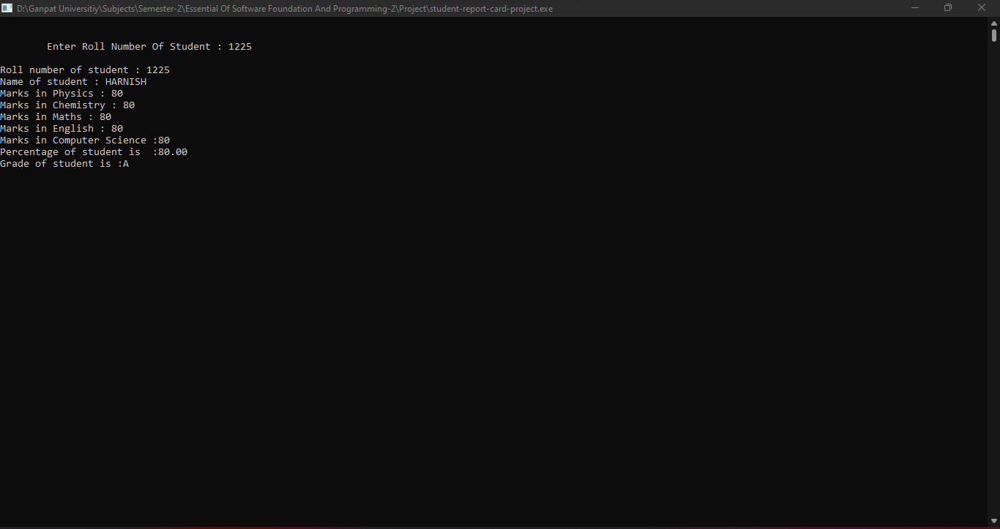 D:\Ganpat Universitiy\Subjects\Semester-2\Essential Of Software Foundation And Programming-2\Project\student-report-card-project.exe
Enter Roll Number Of Student : 1225
Roll number of student : 1225
Name of student : HARNISH
Marks in Physics : 80
Marks in Chemistry : 80
Marks in Maths : 80
Marks in English : 80
Marks in Computer Science :80
Percentage of student is  :80.00
Grade of student is :A